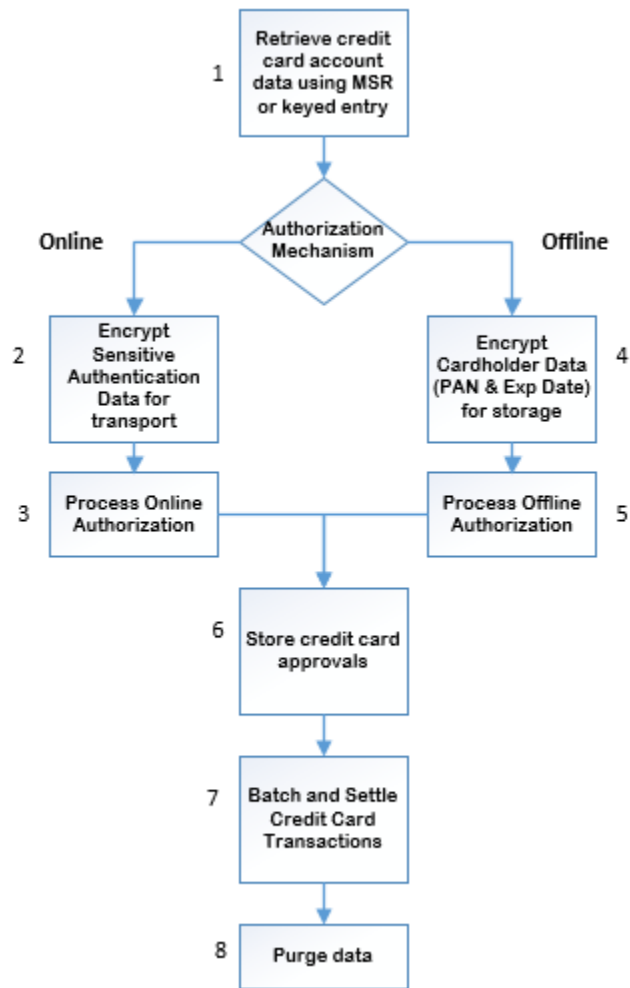 1
Retrieve credit
card account
data using MSR
or keyed entry
Authorization
Mechanism
Online
Offline
2
Encrypt
Sensitive
Authentication
Data for
transport
4
Encrypt
Cardholder Data
(PAN & Exp Date)
for storage
3
Process Online
Authorization
5
Process Offline
Authorization
6
Store credit card
approvals
7
Batch and Settle
Credit Card
Transactions
8
Purge data